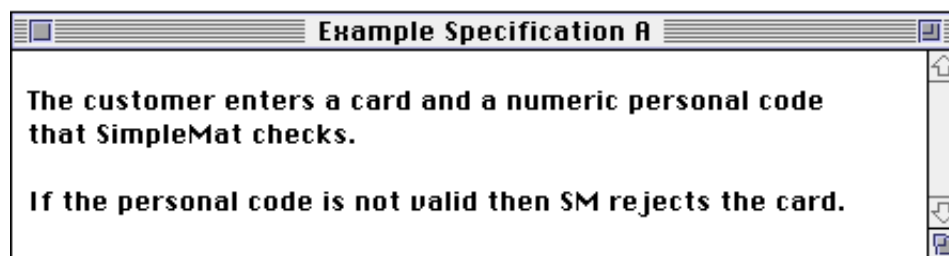 Example Specification A
The customer enters a card and a numeric personal code
that SimpleMat checks.
If the personal code is not valid then SM rejects the card.